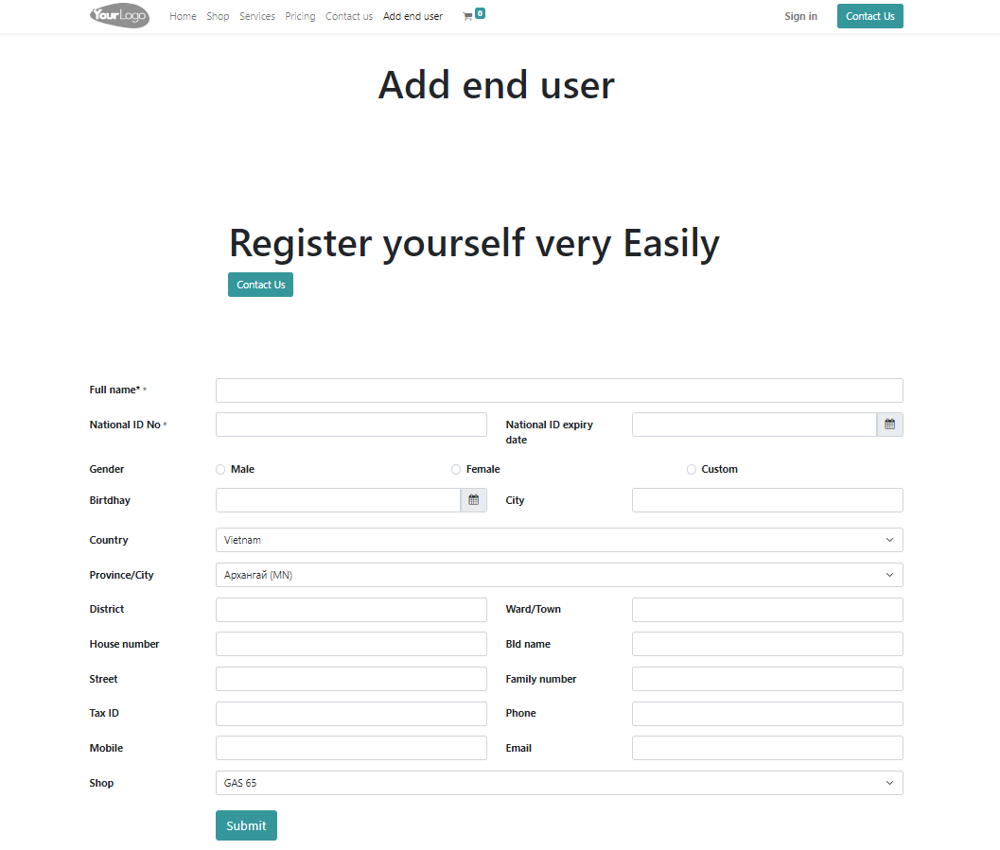 YourLogo Home Shop Services Pricing Contact us Add end user 0 Sign in Contact Us
Add end user
Register yourself very Easily
Contact Us
Full name* *
National ID No * National ID expiry
date
Gender Male Female Custom
Birtdhay City
Country Vietnam
Province/City Архангай (MN)
District Ward/Town
House number Bld name
Street Family number
Tax ID Phone
Mobile Email
Shop GAS 65
Submit